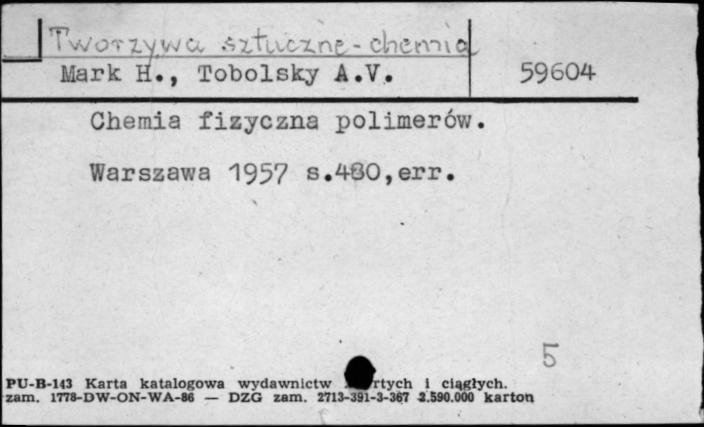 Tworzywa sztuczne - chemia
Mark H., Tobolsky A.V. 59604
Chemia fizyczna polimerów.
Warszawa 1957 s.480,err.
5
PU-B-143 Karta katalogowa wydawnictw rtych i ciągłych.
zam. 1778-DW-ON-WA-86 — DZG zam. 2713-391-3-367 2.590.000 karton